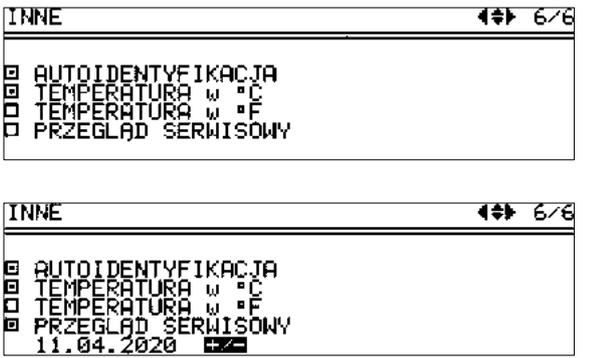 INNE 6/6
AUTOIDENTYFIKACJA
TEMPERATURA w °C
TEMPERATURA w °F
PRZEGLĄD SERWISOWY
INNE 6/6
AUTOIDENTYFIKACJA
TEMPERATURA w °C
TEMPERATURA w °F
PRZEGLĄD SERWISOWY
11.04.2020 +/-